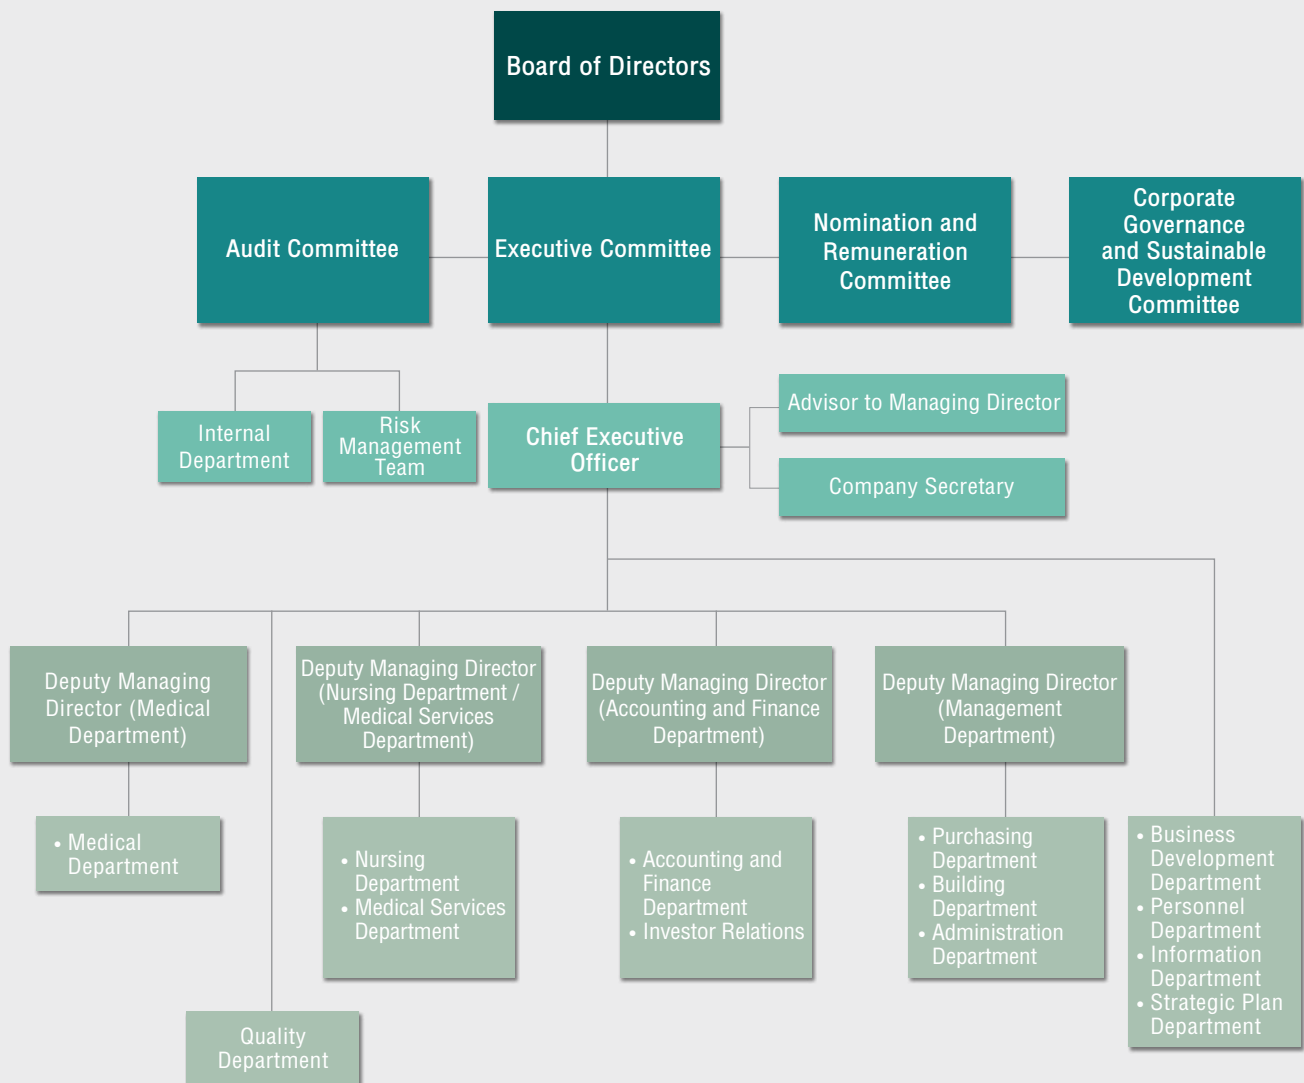 Board of Directors
Audit Committee
Executive Committee
Nomination and
Remuneration
Committee
Corporate
Governance
and Sustainable
Development
Committee
Internal
Department
Risk
Management
Team
Chief Executive
Officer
Advisor to Managing Director
Company Secretary
Deputy Managing
Director (Medical
Department)
Deputy Managing Director
(Nursing Department /
Medical Services
Department)
Deputy Managing Director
(Accounting and Finance
Department)
Deputy Managing Director
(Management
Department)
• Medical
Department
• Nursing
Department
• Medical Services
Department
• Accounting and
Finance
Department
• Investor Relations
• Purchasing
Department
• Building
Department
• Administration
Department
• Business
Development
Department
• Personnel
Department
• Information
Department
• Strategic Plan
Department
Quality
Department